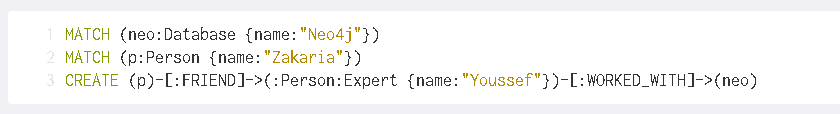 1 MATCH (neo:Database {name:"Neo4j"})
2 MATCH (p:Person {name:"Zakaria"})
3 CREATE (p)-[:FRIEND]->(:Person:Expert {name:"Youssef"})-[:WORKED_WITH]->(neo)